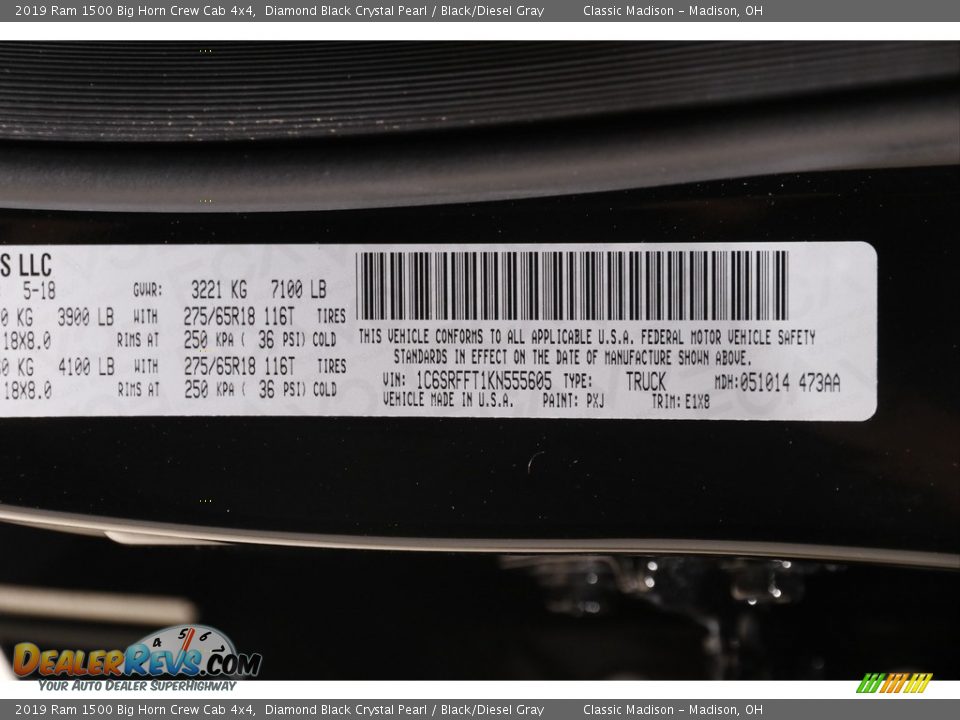 2019 Ram 1500 Big Horn Crew Cab 4x4, Diamond Black Crystal Pearl / Black/Diesel Gray Classic Madison – Madison, OH
S LLC
5-18 GVWR: 3221 KG 7100 LB
0 KG 3900 LB WITH 275/65R18 116T TIRES
18X8.0 RIMS AT 250 KPA ( 36 PSI) COLD
0 KG 4100 LB WITH 275/65R18 116T TIRES
18X8.0 RIMS AT 250 KPA ( 36 PSI) COLD
THIS VEHICLE CONFORMS TO ALL APPLICABLE U.S.A. FEDERAL MOTOR VEHICLE SAFETY
STANDARDS IN EFFECT ON THE DATE OF MANUFACTURE SHOWN ABOVE.
VIN: 1C6SRFFT1KN555605 TYPE: TRUCK MDH:051014 473AA
VEHICLE MADE IN U.S.A. PAINT: PXJ TRIM:E1X8
4 5 6
DEALERREVS.COM
YOUR AUTO DEALER SUPERHIGHWAY
2019 Ram 1500 Big Horn Crew Cab 4x4, Diamond Black Crystal Pearl / Black/Diesel Gray Classic Madison – Madison, OH